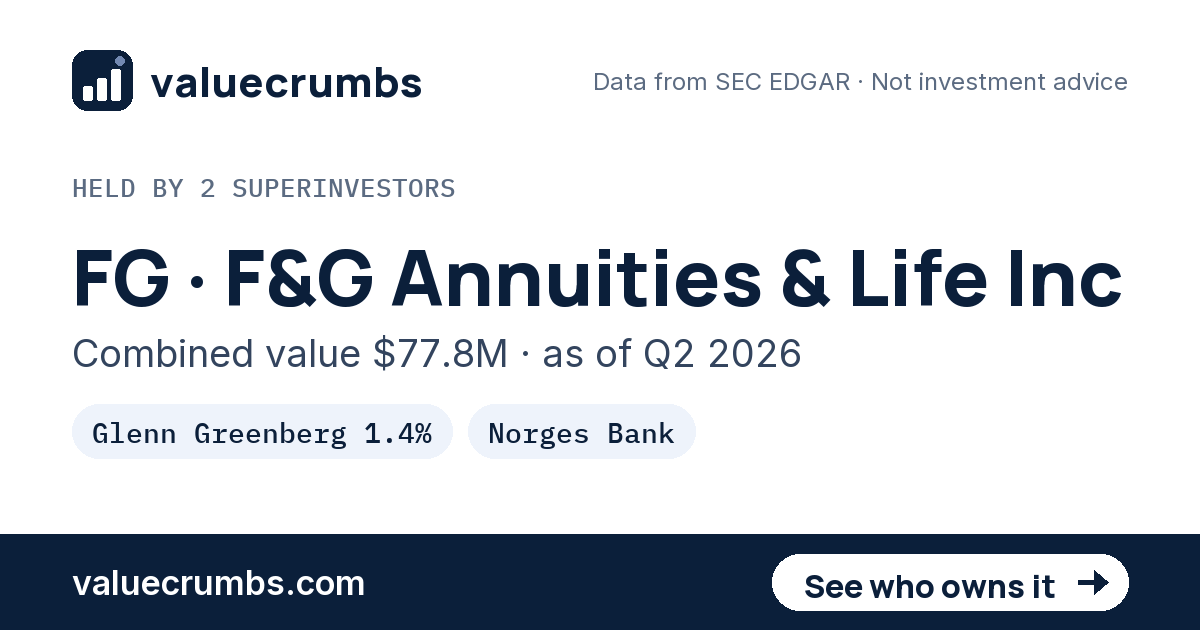 valuecrumbs
Data from SEC EDGAR · Not investment advice
HELD BY 2 SUPERINVESTORS
FG · F&G Annuities & Life Inc
Combined value $77.8M · as of Q2 2026
Glenn Greenberg 1.4%
Norges Bank
valuecrumbs.com
See who owns it →